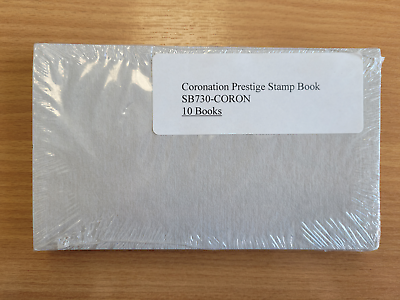 Coronation Prestige Stamp Book
SB730-CORON
10 Books